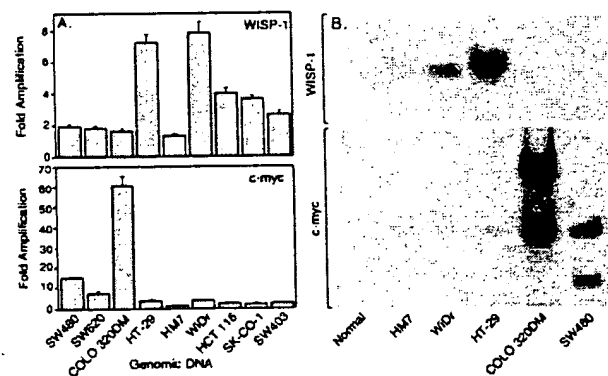 A. WISP-1
Fold Amplification
8
6
4
2
0
c-myc
Fold Amplification
70
60
50
40
30
20
10
0
SW480
SW620
COLO 320DM
HT-29
HM7
WiDr
HCT 116
SK-CO-1
SW403
Genomic DNA
B.
WISP-1
c-myc
Normal
HM7
WiDr
HT-29
COLO 320DM
SW480